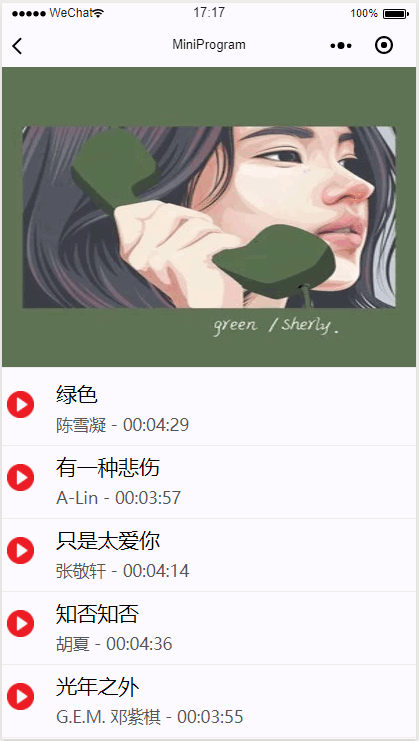 WeChat 17:17 100%
MiniProgram
green / sherly.
绿色
陈雪凝 - 00:04:29
有一种悲伤
A-Lin - 00:03:57
只是太爱你
张敬轩 - 00:04:14
知否知否
胡夏 - 00:04:36
光年之外
G.E.M. 邓紫棋 - 00:03:55